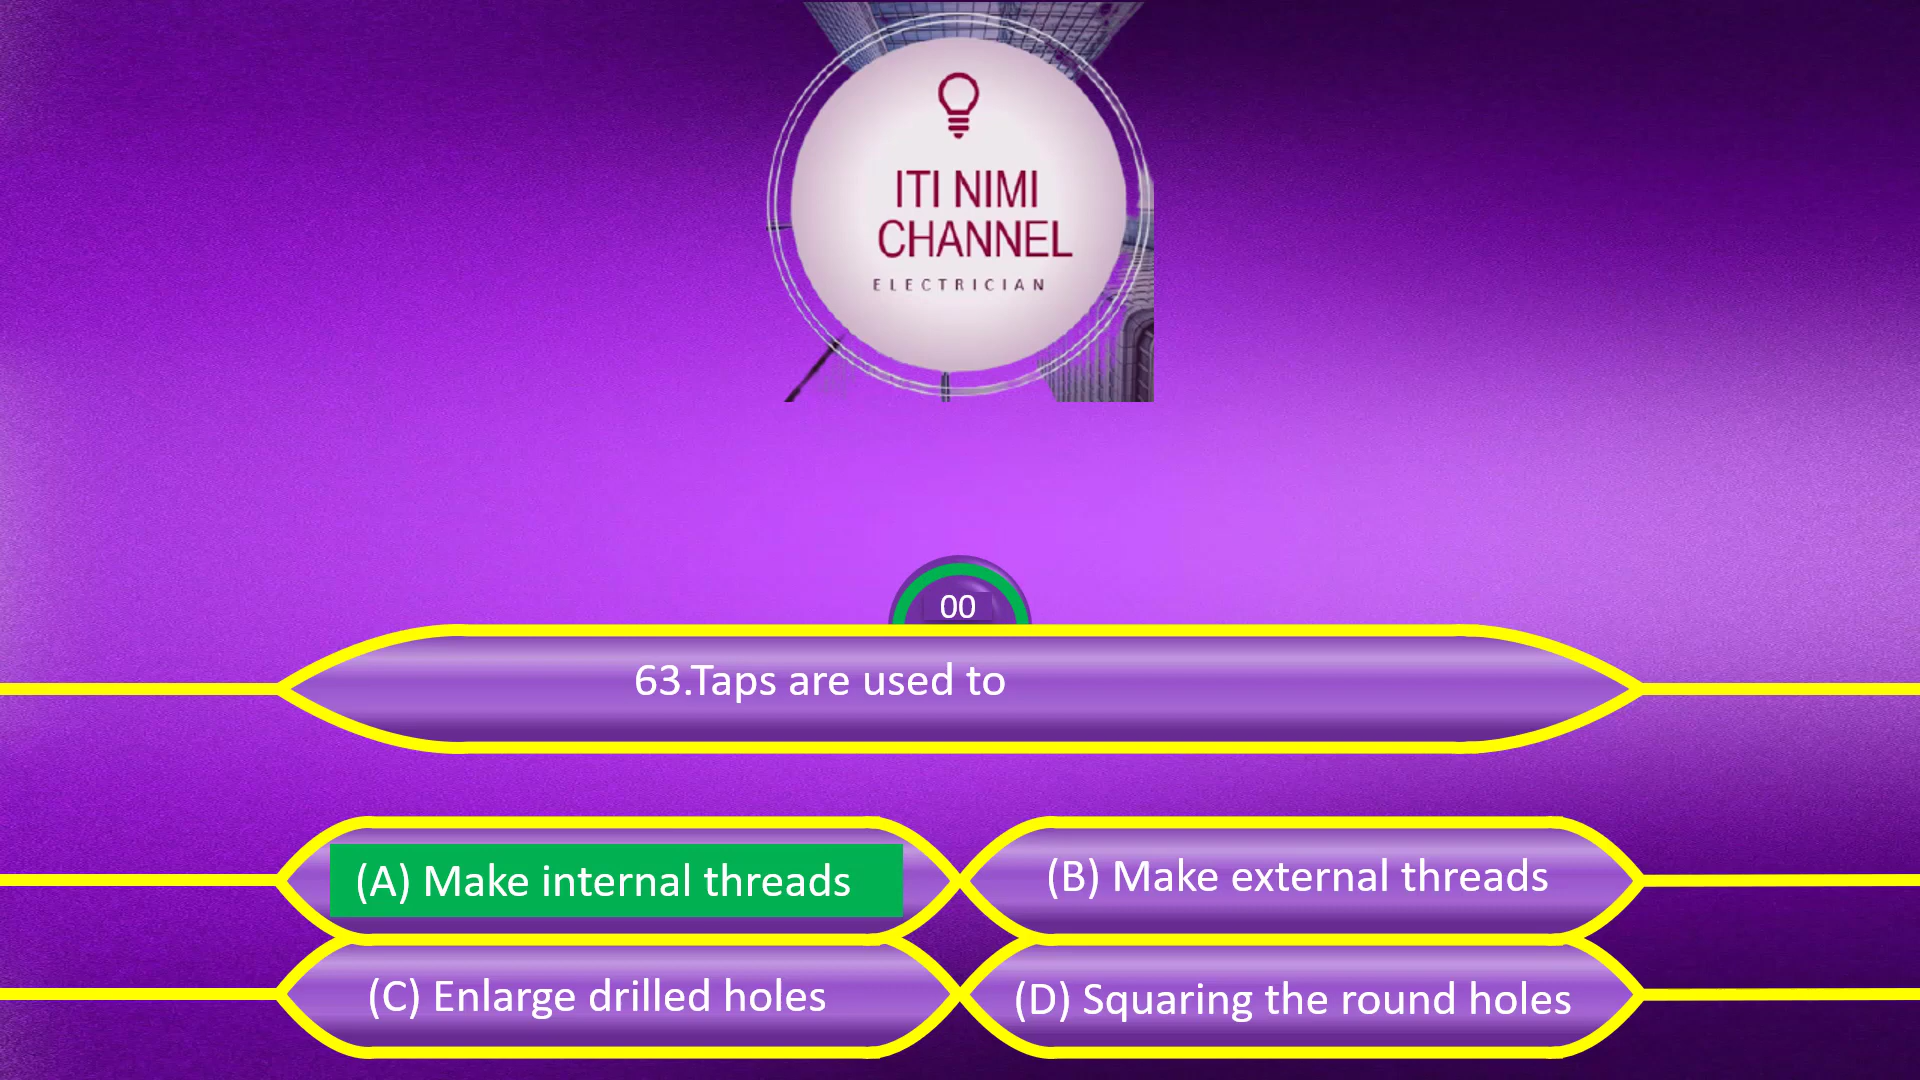 ITI NIMI
CHANNEL
ELECTRICIAN
00
63.Taps are used to
(A) Make internal threads
(B) Make external threads
(C) Enlarge drilled holes
(D) Squaring the round holes